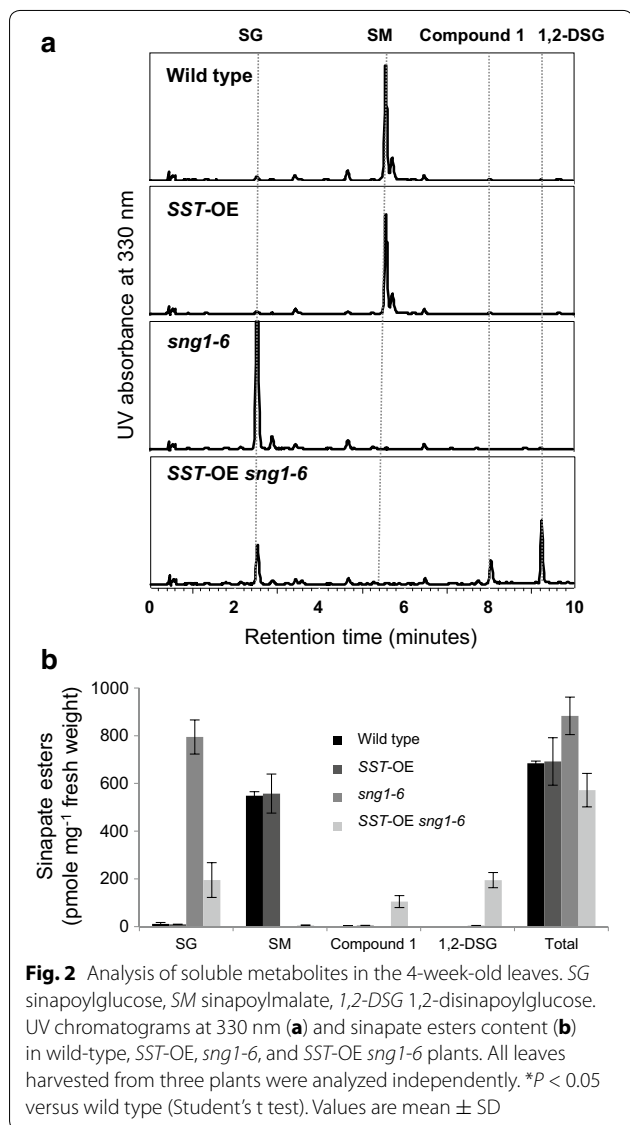 a
SG SM Compound 1 1,2-DSG
Wild type
SST-OE
sng1-6
SST-OE sng1-6
UV absorbance at 330 nm
0 2 4 6 8 10
Retention time (minutes)
b
Sinapate esters
(pmole mg-1 fresh weight)
1000
800
600
400
200
0
Wild type
SST-OE
sng1-6
SST-OE sng1-6
SG SM Compound 1 1,2-DSG Total
Fig. 2 Analysis of soluble metabolites in the 4-week-old leaves. SG
sinapoylglucose, SM sinapoylmalate, 1,2-DSG 1,2-disinapoylglucose.
UV chromatograms at 330 nm (a) and sinapate esters content (b)
in wild-type, SST-OE, sng1-6, and SST-OE sng1-6 plants. All leaves
harvested from three plants were analyzed independently. *P < 0.05
versus wild type (Student's t test). Values are mean ± SD